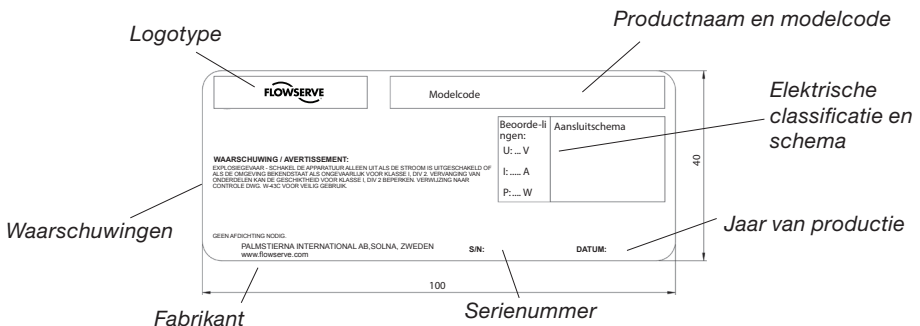 Logotype
Productnaam en modelcode
FLOWSERVE
Modelcode
Elektrische
classificatie en
schema
Beoorde-li
ngen:
Aansluitschema
U: ... V
I: ..... A
P:.... W
40
WAARSCHUWING / AVERTISSEMENT:
EXPLOSIEGEVAAR - SCHAKEL DE APPARATUUR ALLEEN UIT ALS DE STROOM IS UITGESCHAKELD OF
ALS DE OMGEVING BEKENDSTAAT ALS ONGEVAARLIJK VOOR KLASSE I, DIV 2. VERVANGING VAN
ONDERDELEN KAN DE GESCHIKTHEID VOOR KLASSE I, DIV 2 BEPERKEN. VERWIJZING NAAR
CONTROLE DWG. W-43C VOOR VEILIG GEBRUIK.
Waarschuwingen
Jaar van productie
GEEN AFDICHTING NODIG.
PALMSTIERNA INTERNATIONAL AB,SOLNA, ZWEDEN
www.flowserve.com
S/N:
DATUM:
100
Fabrikant
Serienummer